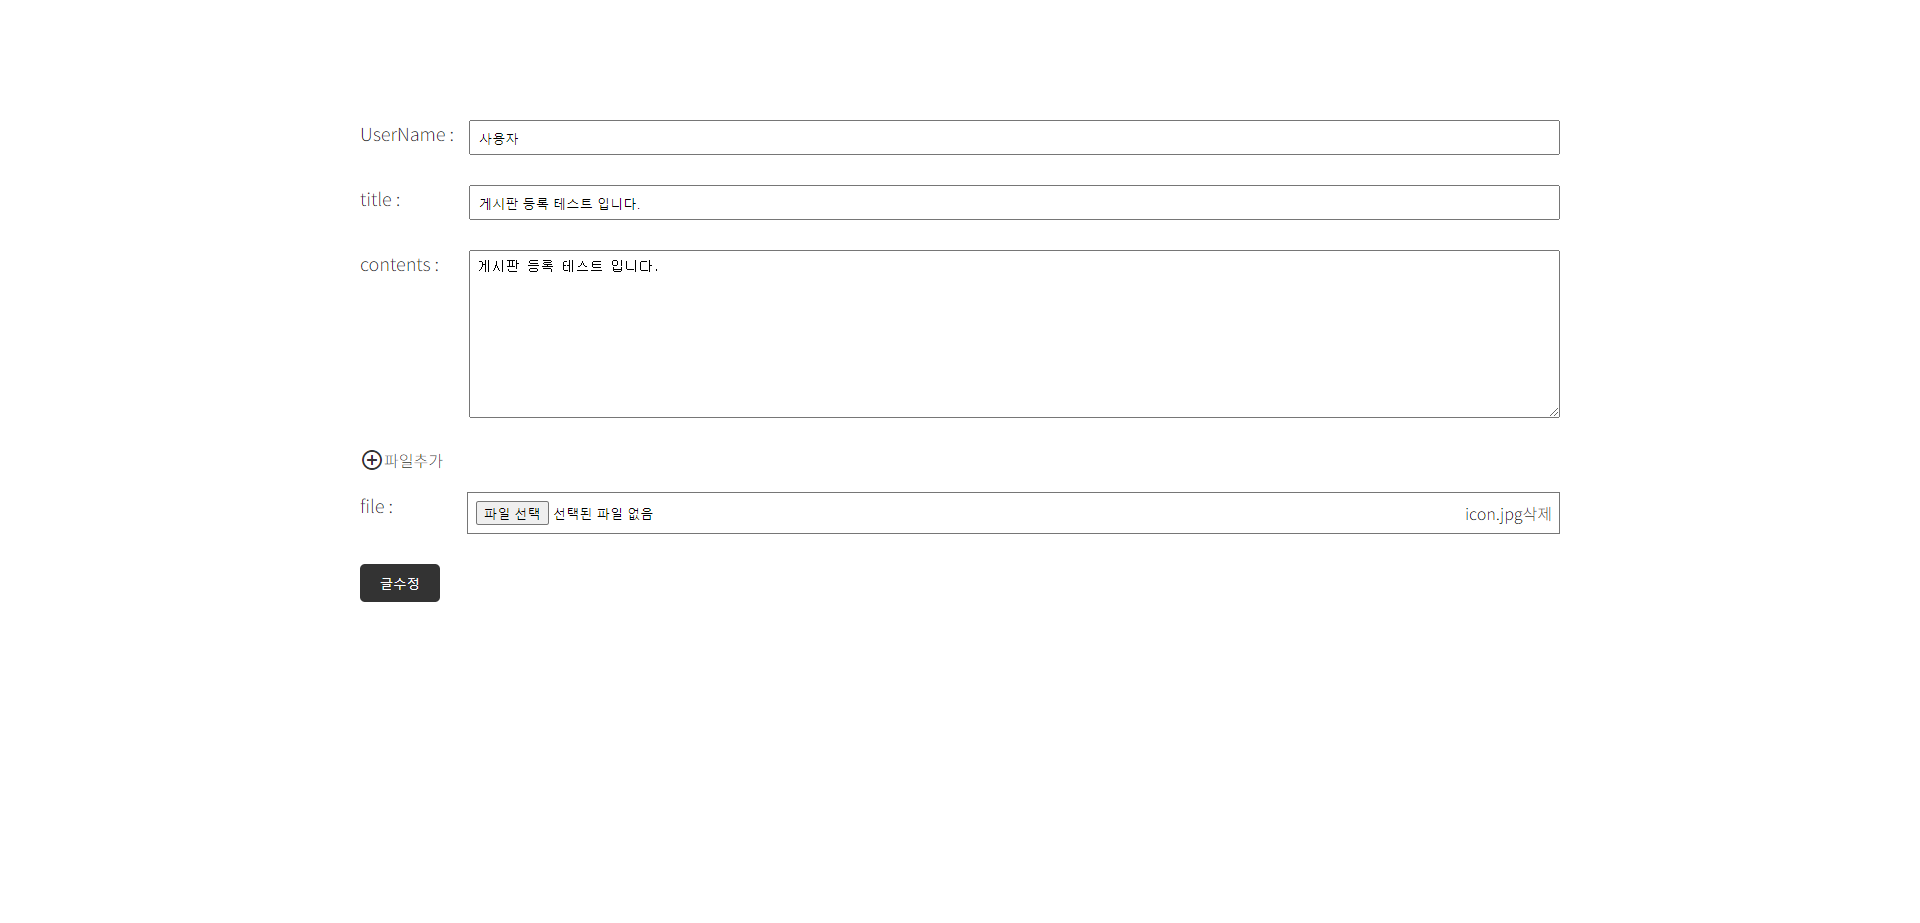 UserName : 사용자
title : 게시판 등록 테스트 입니다.
contents : 게시판 등록 테스트 입니다.
파일추가
file : 파일 선택 선택된 파일 없음 icon.jpg삭제
글수정